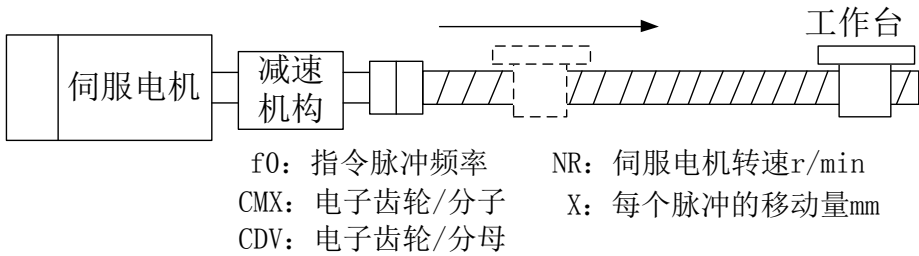 工作台
伺服电机
减速
机构
f0: 指令脉冲频率
NR: 伺服电机转速r/min
CMX: 电子齿轮/分子
X: 每个脉冲的移动量mm
CDV: 电子齿轮/分母